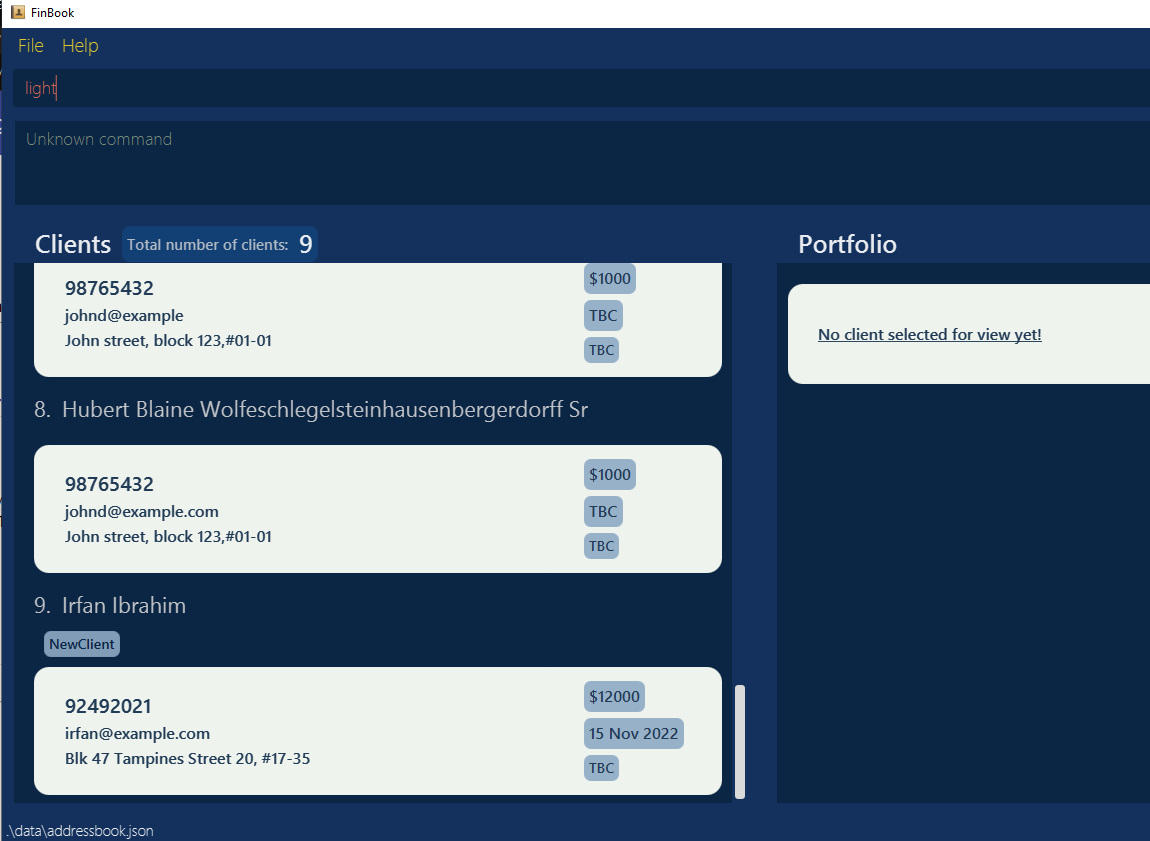 FinBook
File Help
light
Unknown command
Clients Total number of clients: 9
Portfolio
98765432
johnd@example
John street, block 123,#01-01
$1000
TBC
TBC
8. Hubert Blaine Wolfeschlegelsteinhausenbergerdorff Sr
98765432
johnd@example.com
John street, block 123,#01-01
$1000
TBC
TBC
9. Irfan Ibrahim
NewClient
92492021
irfan@example.com
Blk 47 Tampines Street 20, #17-35
$12000
15 Nov 2022
TBC
No client selected for view yet!
.\data\addressbook.json